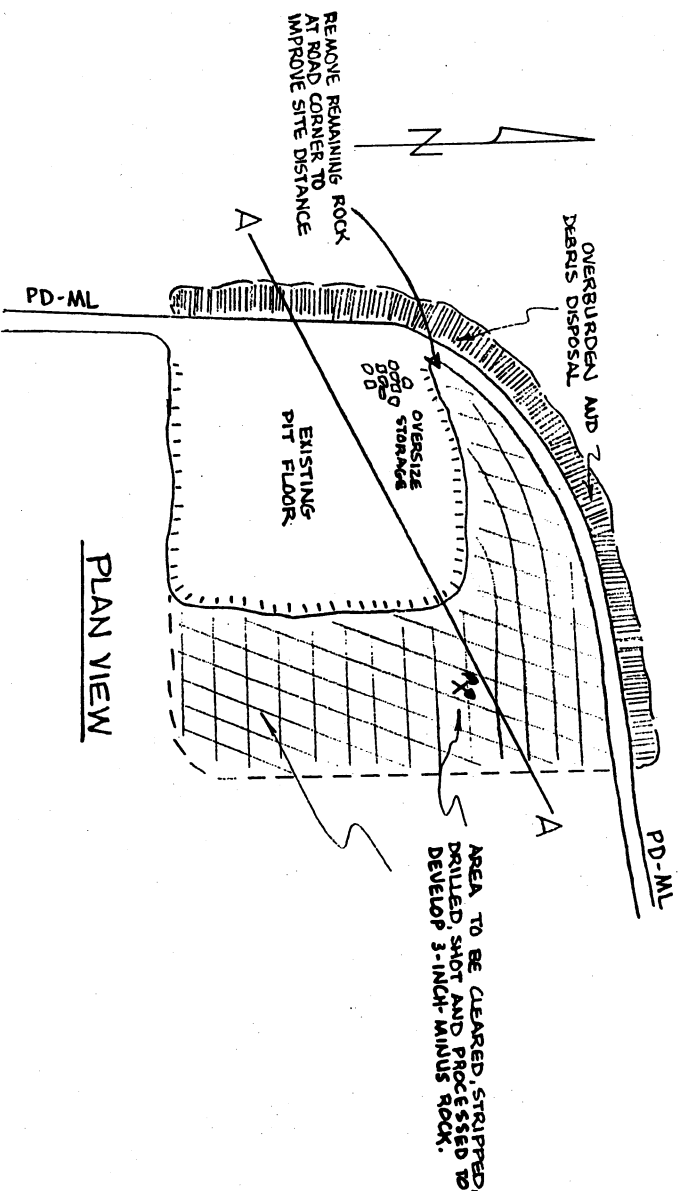 REMOVE REMAINING ROCK
AT ROAD CORNER TO
IMPROVE SITE DISTANCE
N
OVERBURDEN AND
DEBRIS DISPOSAL
A
PD-ML
OVERSIZE
STORAGE
EXISTING
PIT FLOOR
PLAN VIEW
A
PD-ML
AREA TO BE CLEARED, STRIPPED,
DRILLED, SHOT AND PROCESSED TO
DEVELOP 3-INCH-MINUS ROCK.